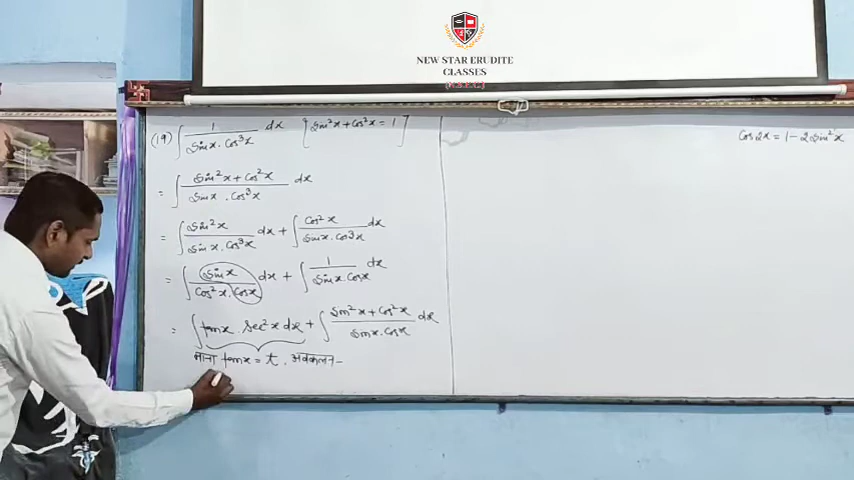 NEW STAR ERUDITE
CLASSES
(N.S.E.C)
(19) ∫ 1/(sinx . cos³x) dx [sin²x + cos²x = 1]
= ∫ (sin²x + cos²x)/(sinx . cos³x) dx
= ∫ sin²x/(sinx . cos³x) dx + ∫ cos²x/(sinx . cos³x) dx
= ∫ sinx/(cos²x . cosx) dx + ∫ 1/(sinx . cosx) dx
= ∫ tanx . sec²x dx + ∫ (sin²x + cos²x)/(sinx . cosx) dx
माना tanx = t . अवकलन –
cos2x = 1 – 2sin²x